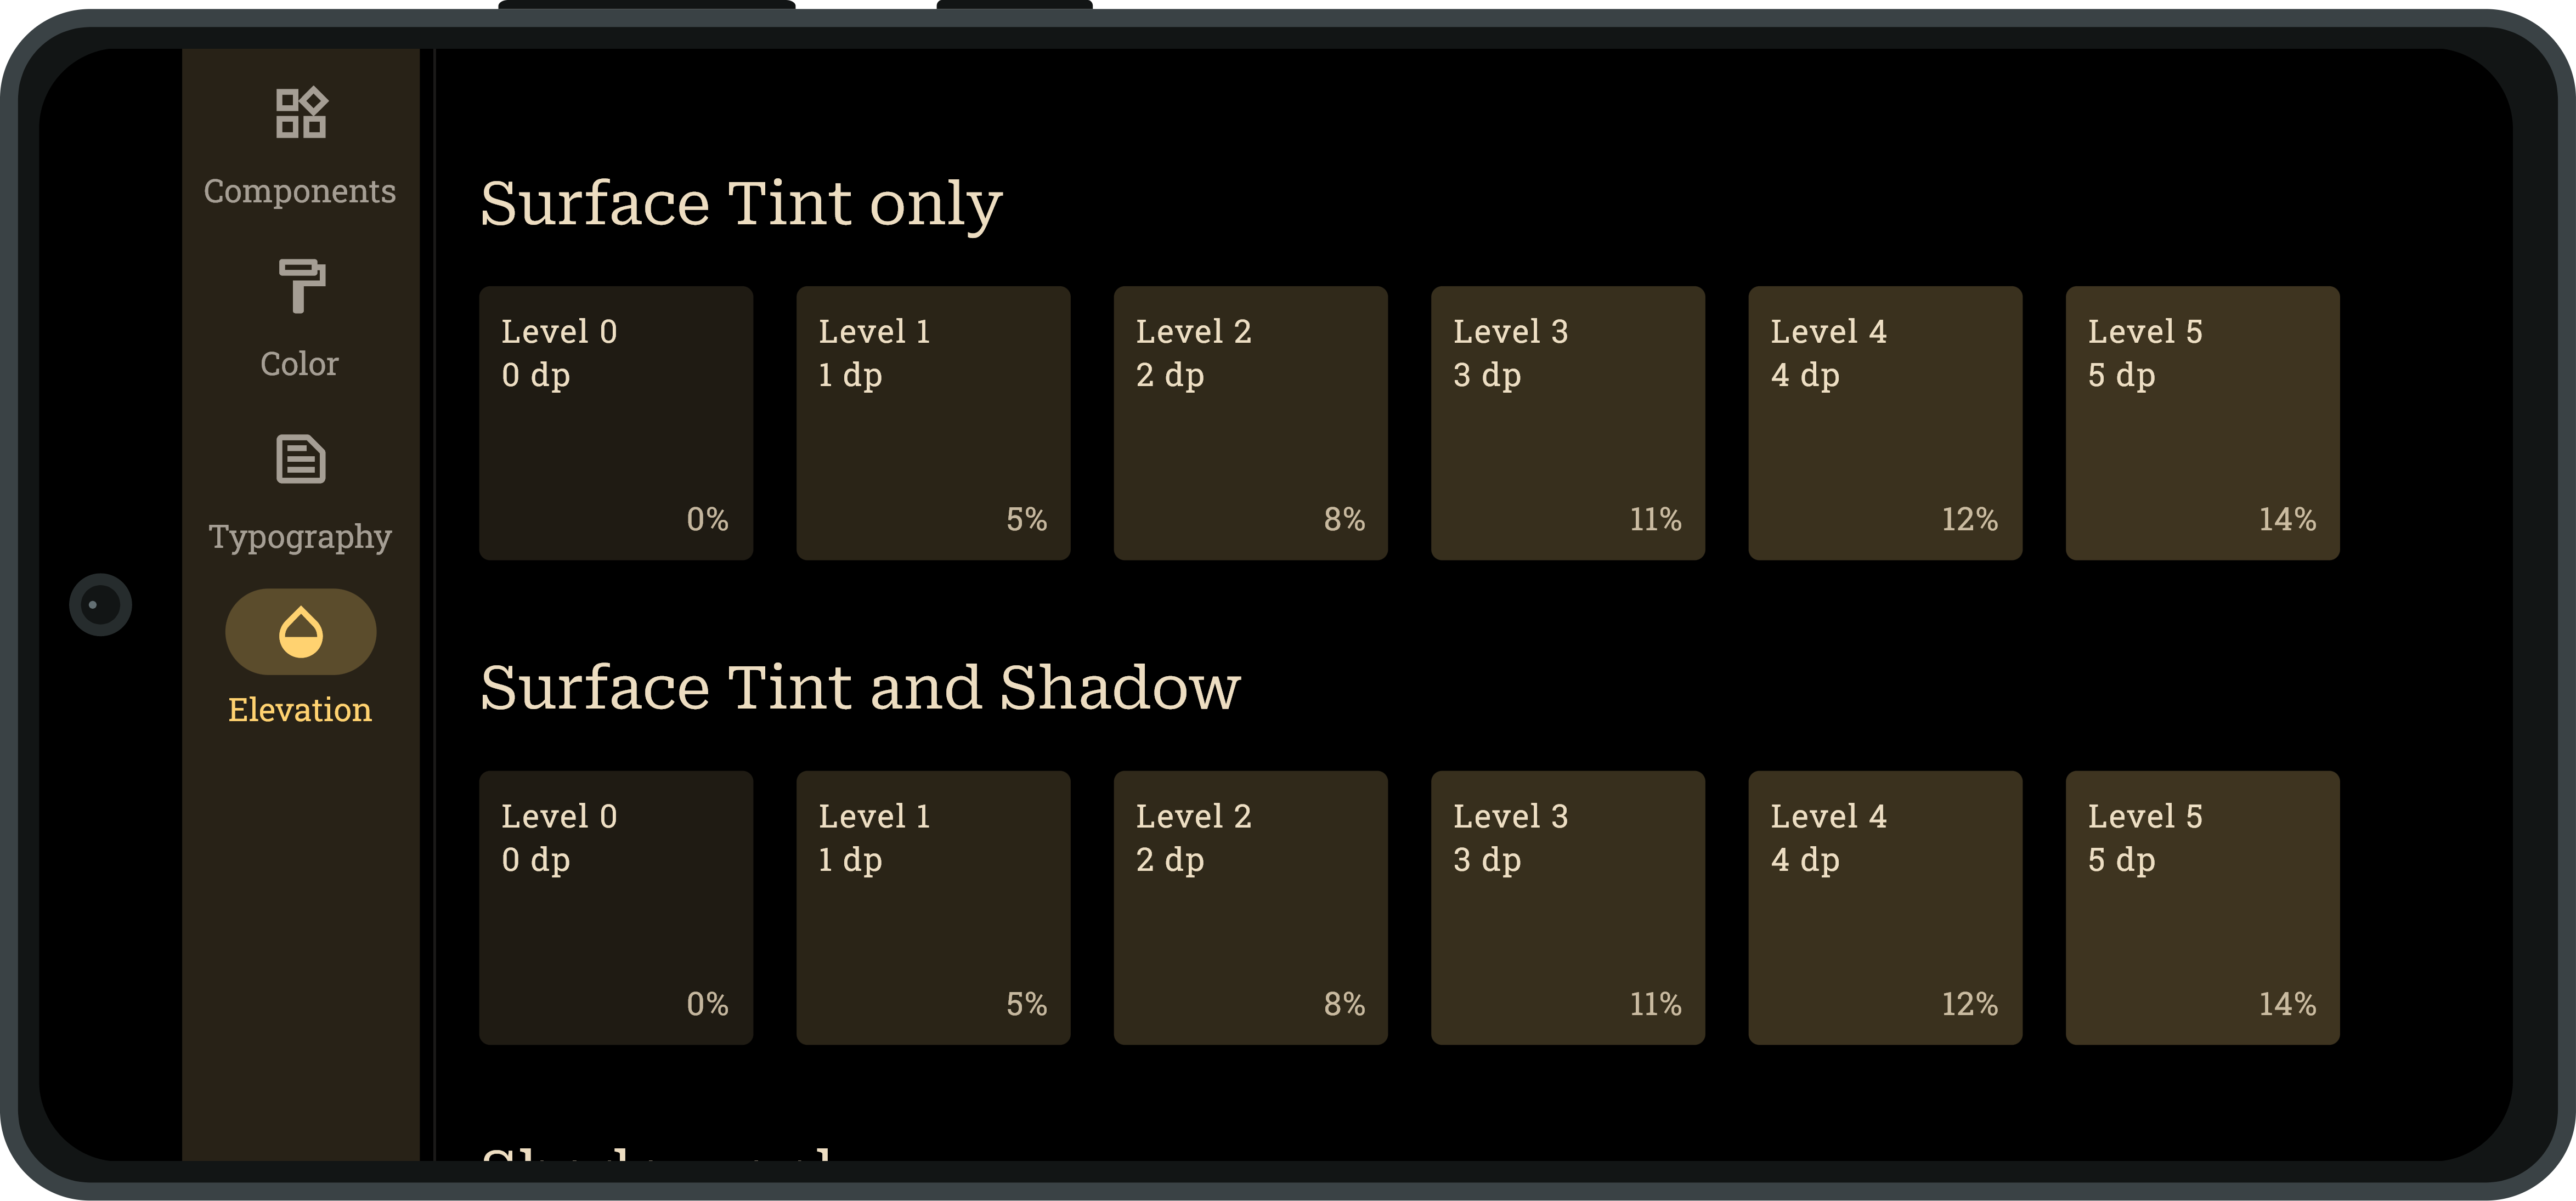 Components
Color
Typography
Elevation
Surface Tint only
Level 0
0 dp
0%
Level 1
1 dp
5%
Level 2
2 dp
8%
Level 3
3 dp
11%
Level 4
4 dp
12%
Level 5
5 dp
14%
Surface Tint and Shadow
Level 0
0 dp
0%
Level 1
1 dp
5%
Level 2
2 dp
8%
Level 3
3 dp
11%
Level 4
4 dp
12%
Level 5
5 dp
14%